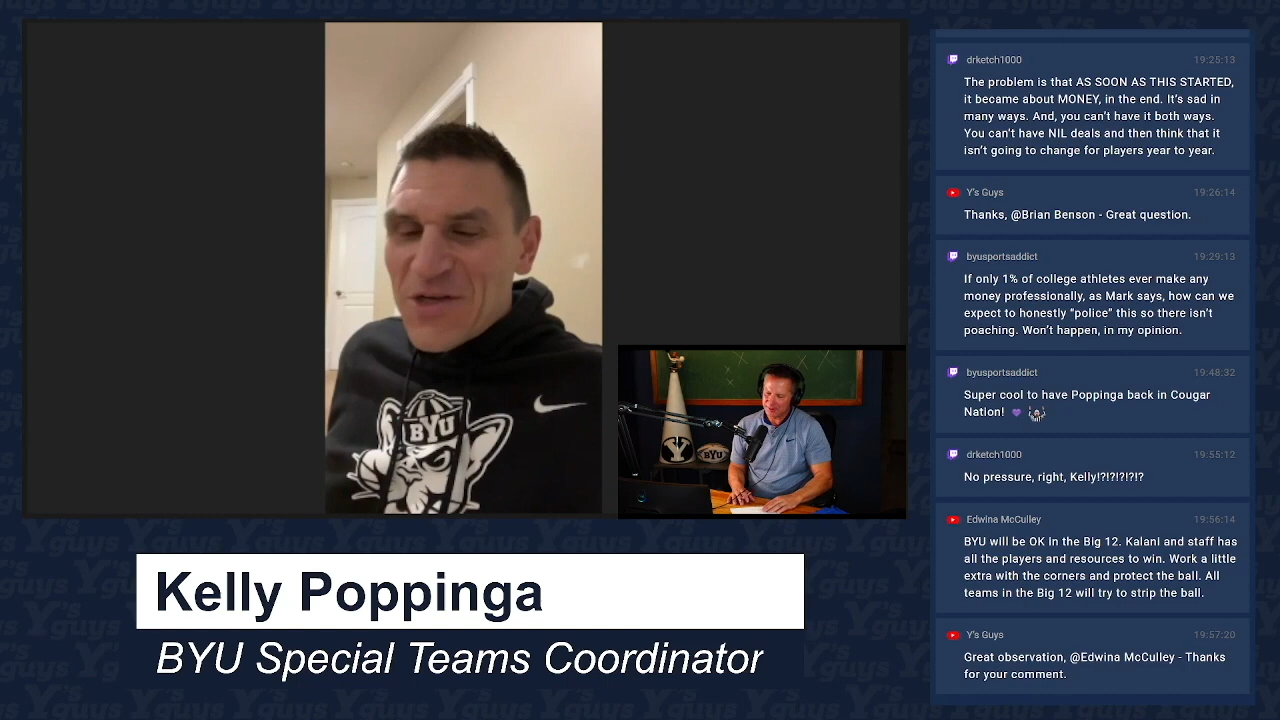 BYU
Kelly Poppinga
BYU Special Teams Coordinator
drketch1000 19:25:13
The problem is that AS SOON AS THIS STARTED,
it became about MONEY, in the end. It's sad in
many ways. And, you can't have it both ways.
You can't have NIL deals and then think that it
isn't going to change for players year to year.
Y's Guys 19:26:14
Thanks, @Brian Benson - Great question.
byusportsaddict 19:29:13
If only 1% of college athletes ever make any
money professionally, as Mark says, how can we
expect to honestly “police” this so there isn't
poaching. Won't happen, in my opinion.
byusportsaddict 19:48:32
Super cool to have Poppinga back in Cougar
Nation!
drketch1000 19:55:12
No pressure, right, Kelly!?!?!?!?!?
Edwina McCulley 19:56:14
BYU will be OK in the Big 12. Kalani and staff has
all the players and resources to win. Work a little
extra with the corners and protect the ball. All
teams in the Big 12 will try to strip the ball.
Y's Guys 19:57:20
Great observation, @Edwina McCulley - Thanks
for your comment.